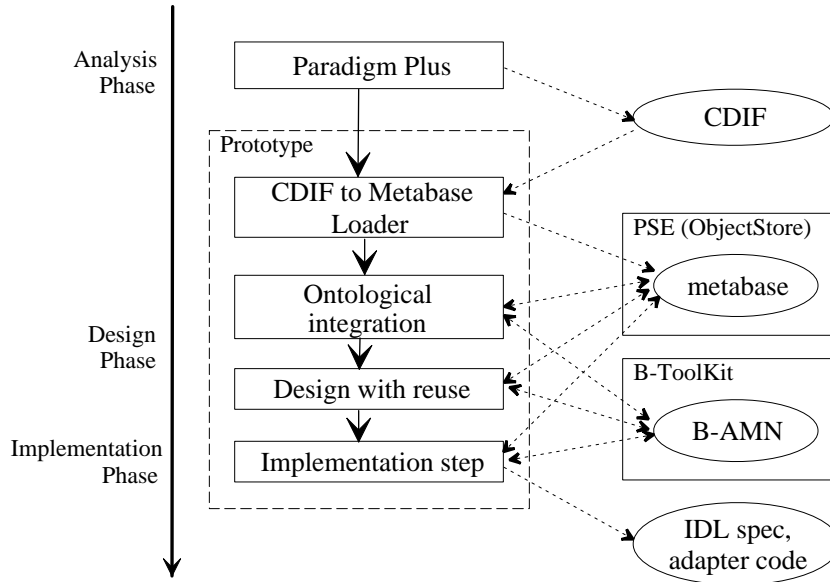 Analysis
Phase
Paradigm Plus
CDIF
Prototype
CDIF to Metabase
Loader
PSE (ObjectStore)
metabase
Ontological
integration
Design
Phase
Design with reuse
B-ToolKit
B-AMN
Implementation
Phase
Implementation step
IDL spec,
adapter code